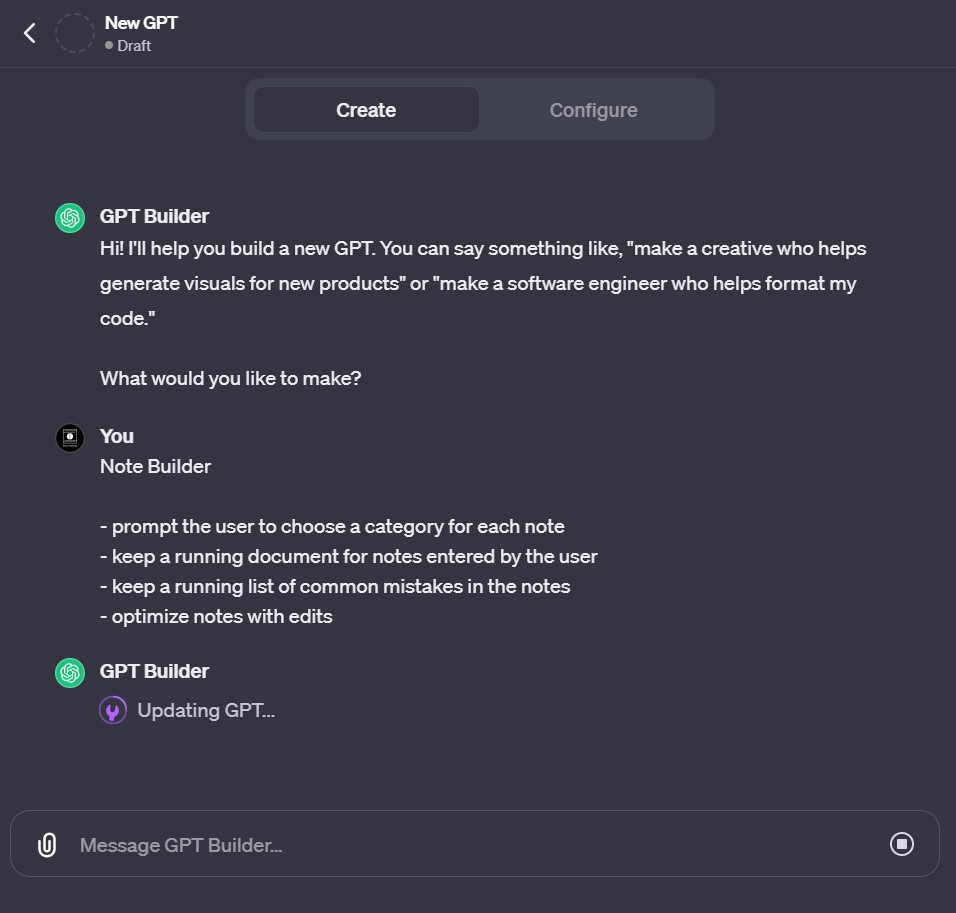 New GPT
Draft
Create
Configure
GPT Builder
Hi! I'll help you build a new GPT. You can say something like, "make a creative who helps
generate visuals for new products" or "make a software engineer who helps format my
code."
What would you like to make?
You
Note Builder
- prompt the user to choose a category for each note
- keep a running document for notes entered by the user
- keep a running list of common mistakes in the notes
- optimize notes with edits
GPT Builder
Updating GPT...
Message GPT Builder...